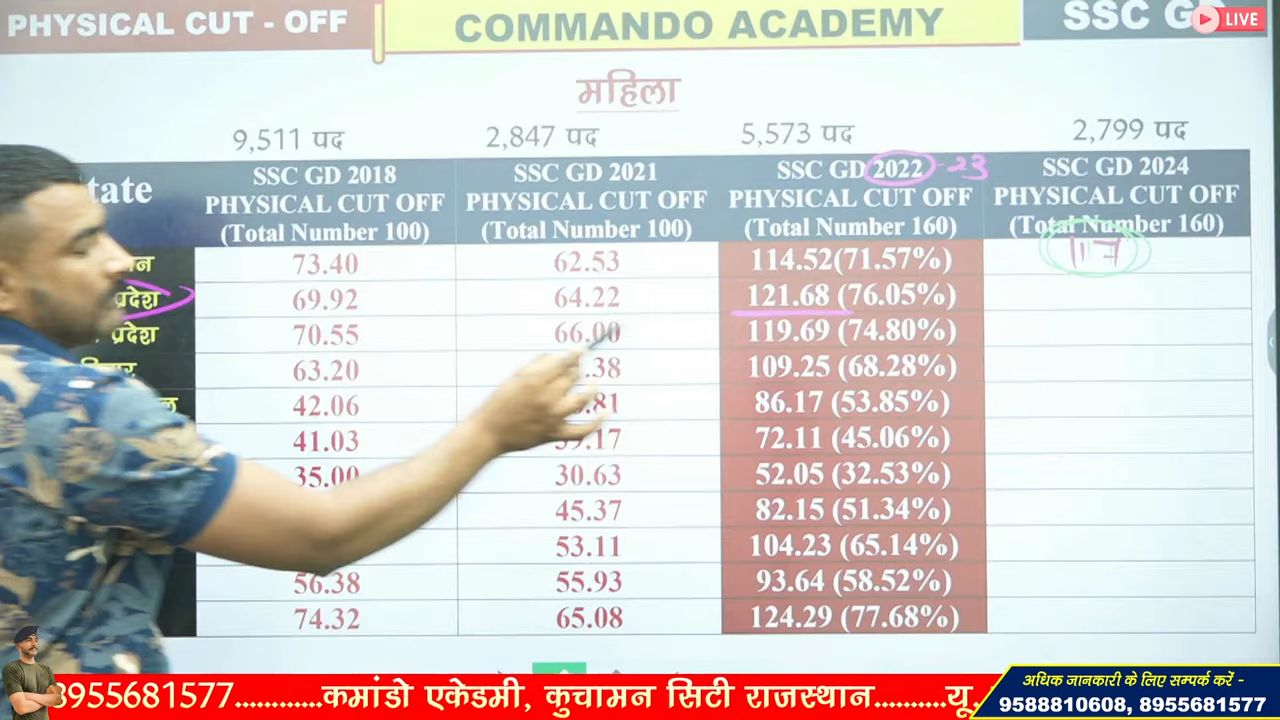 PHYSICAL CUT - OFF
COMMANDO ACADEMY
SSC G
LIVE
महिला
9,511 पद 2,847 पद 5,573 पद 2,799 पद
tate SSC GD 2018 PHYSICAL CUT OFF (Total Number 100) SSC GD 2021 PHYSICAL CUT OFF (Total Number 100) SSC GD 2022 - 23 PHYSICAL CUT OFF (Total Number 160) SSC GD 2024 PHYSICAL CUT OFF (Total Number 160)
73.40 62.53 114.52(71.57%) 117
प्रदेश 69.92 64.22 121.68 (76.05%)
प्रदेश 70.55 66.00 119.69 (74.80%)
63.20 .38 109.25 (68.28%)
42.06 .81 86.17 (53.85%)
41.03 39.17 72.11 (45.06%)
35.00 30.63 52.05 (32.53%)
45.37 82.15 (51.34%)
53.11 104.23 (65.14%)
56.38 55.93 93.64 (58.52%)
74.32 65.08 124.29 (77.68%)
8955681577............कमांडो एकेडमी, कुचामन सिटी राजस्थान..........यू.
अधिक जानकारी के लिए सम्पर्क करें -
9588810608, 8955681577